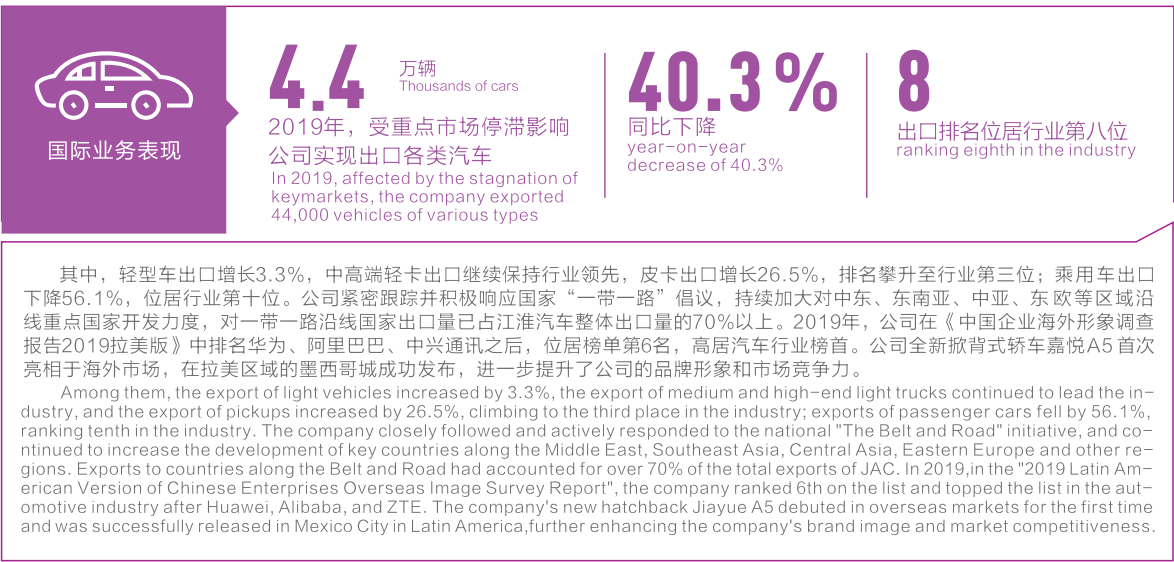 国际业务表现
4.4
万辆
Thousands of cars
2019年，受重点市场停滞影响
公司实现出口各类汽车
In 2019, affected by the stagnation of
keymarkets, the company exported
44,000 vehicles of various types
40.3%
同比下降
year-on-year
decrease of 40.3%
8
出口排名位居行业第八位
ranking eighth in the industry
其中，轻型车出口增长3.3%，中高端轻卡出口继续保持行业领先，皮卡出口增长26.5%，排名攀升至行业第三位；乘用车出口
下降56.1%，位居行业第十位。公司紧密跟踪并积极响应国家“一带一路”倡议，持续加大对中东、东南亚、中亚、东欧等区域沿
线重点国家开发力度，对一带一路沿线国家出口量已占江淮汽车整体出口量的70%以上。2019年，公司在《中国企业海外形象调查
报告2019拉美版》中排名华为、阿里巴巴、中兴通讯之后，位居榜单第6名，高居汽车行业榜首。公司全新掀背式轿车嘉悦A5首次
亮相于海外市场，在拉美区域的墨西哥城成功发布，进一步提升了公司的品牌形象和市场竞争力。
Among them, the export of light vehicles increased by 3.3%, the export of medium and high-end light trucks continued to lead the in-
dustry, and the export of pickups increased by 26.5%, climbing to the third place in the industry; exports of passenger cars fell by 56.1%,
ranking tenth in the industry. The company closely followed and actively responded to the national "The Belt and Road" initiative, and co-
ntinued to increase the development of key countries along the Middle East, Southeast Asia, Central Asia, Eastern Europe and other re-
gions. Exports to countries along the Belt and Road had accounted for over 70% of the total exports of JAC. In 2019,in the "2019 Latin Am-
erican Version of Chinese Enterprises Overseas Image Survey Report", the company ranked 6th on the list and topped the list in the aut-
omotive industry after Huawei, Alibaba, and ZTE. The company's new hatchback Jiayue A5 debuted in overseas markets for the first time
and was successfully released in Mexico City in Latin America,further enhancing the company's brand image and market competitiveness.